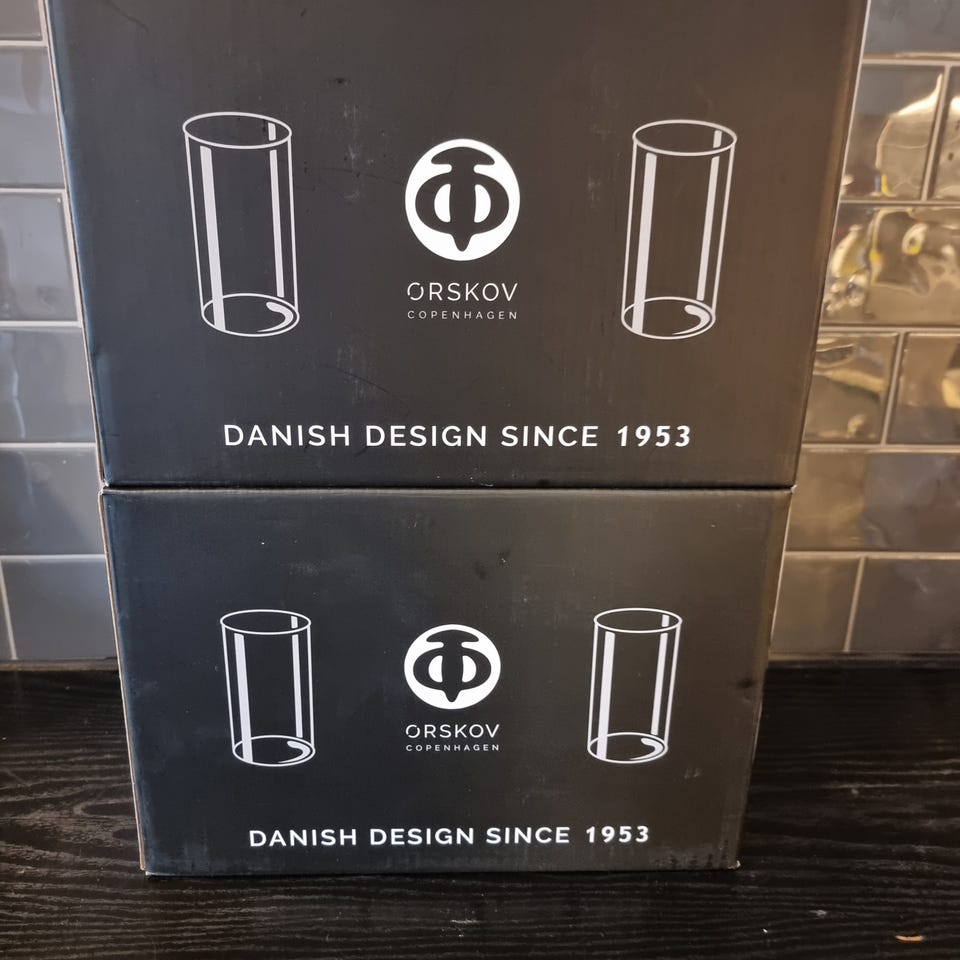 ORSKOV
COPENHAGEN
DANISH DESIGN SINCE 1953
ORSKOV
COPENHAGEN
DANISH DESIGN SINCE 1953